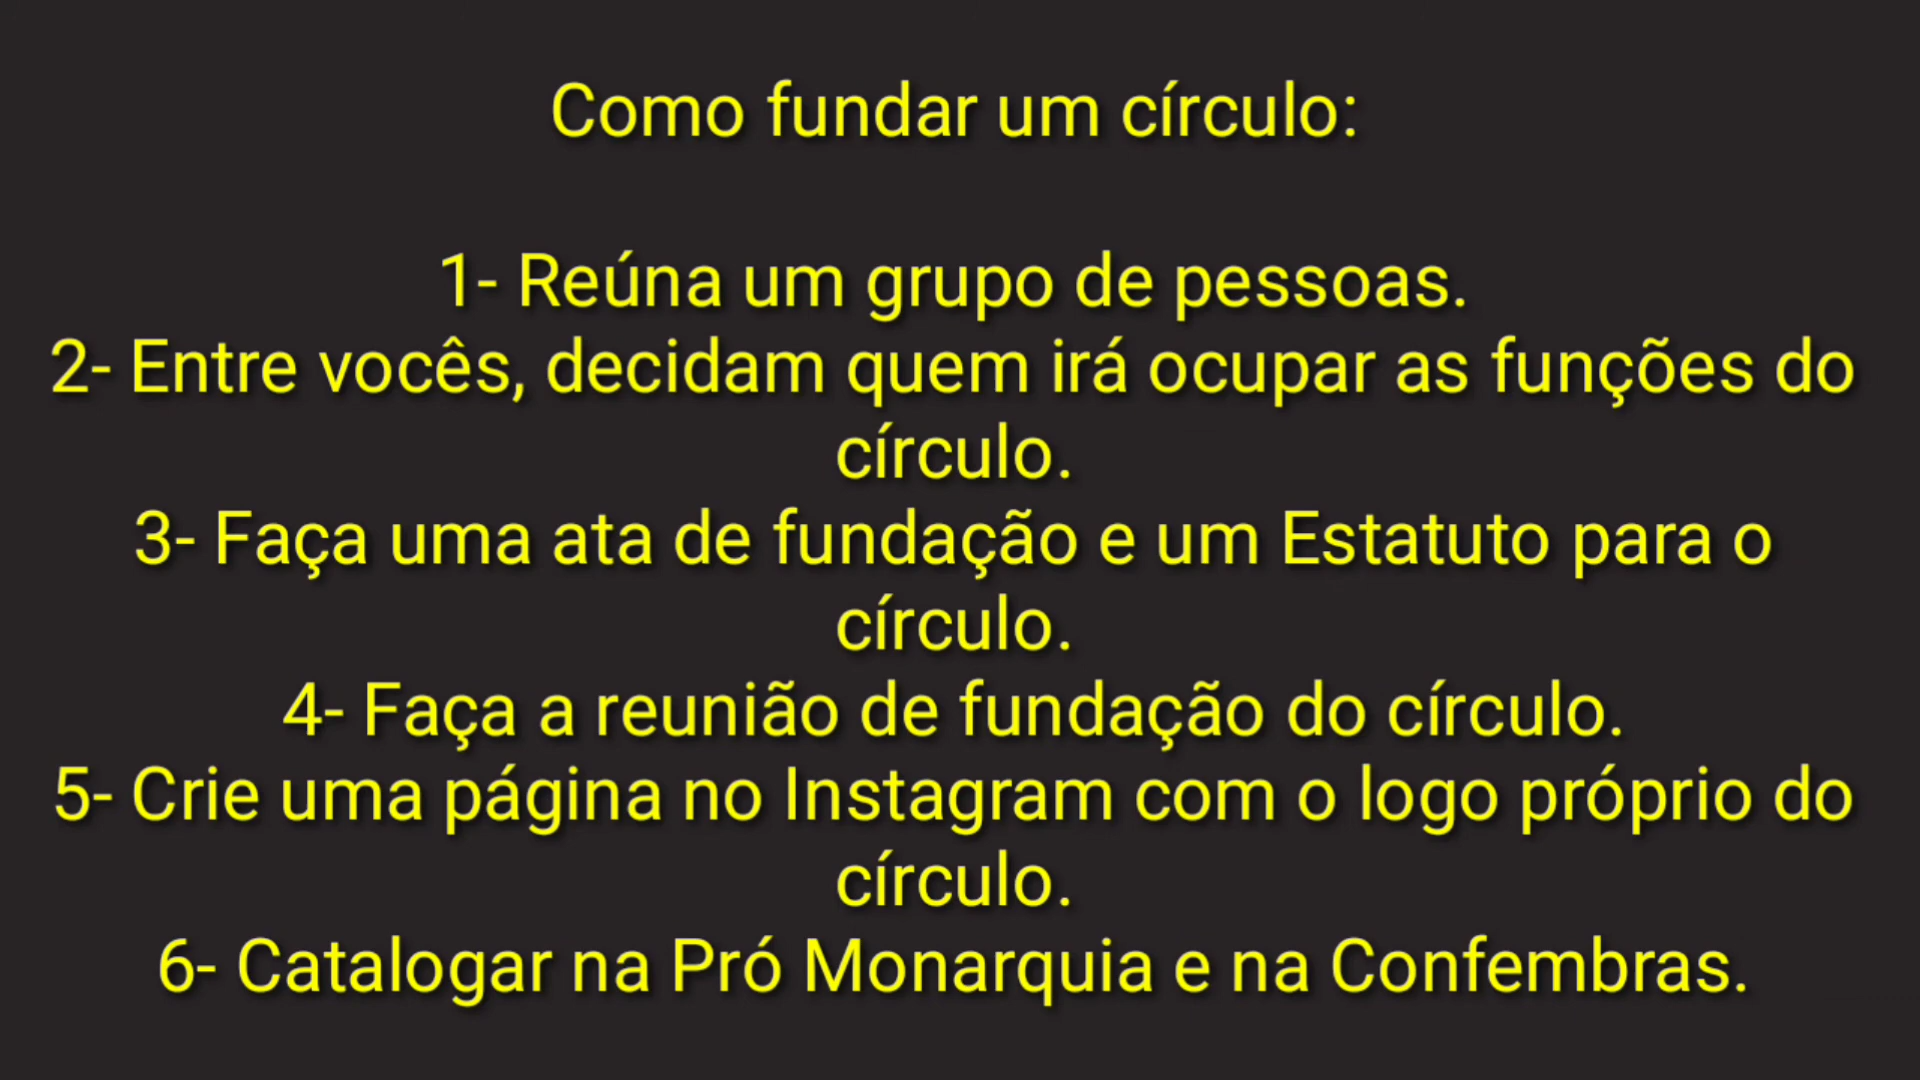 Como fundar um círculo:
1- Reúna um grupo de pessoas.
2- Entre vocês, decidam quem irá ocupar as funções do
círculo.
3- Faça uma ata de fundação e um Estatuto para o
círculo.
4- Faça a reunião de fundação do círculo.
5- Crie uma página no Instagram com o logo próprio do
círculo.
6- Catalogar na Pró Monarquia e na Confembras.